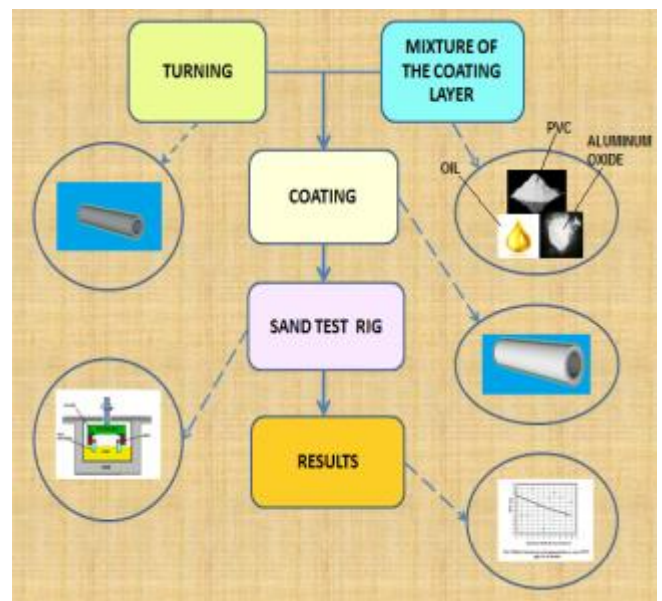 TURNING
MIXTURE OF
THE COATING
LAYER
PVC
ALUMINUM
OXIDE
OIL
COATING
SAND TEST RIG
RESULTS